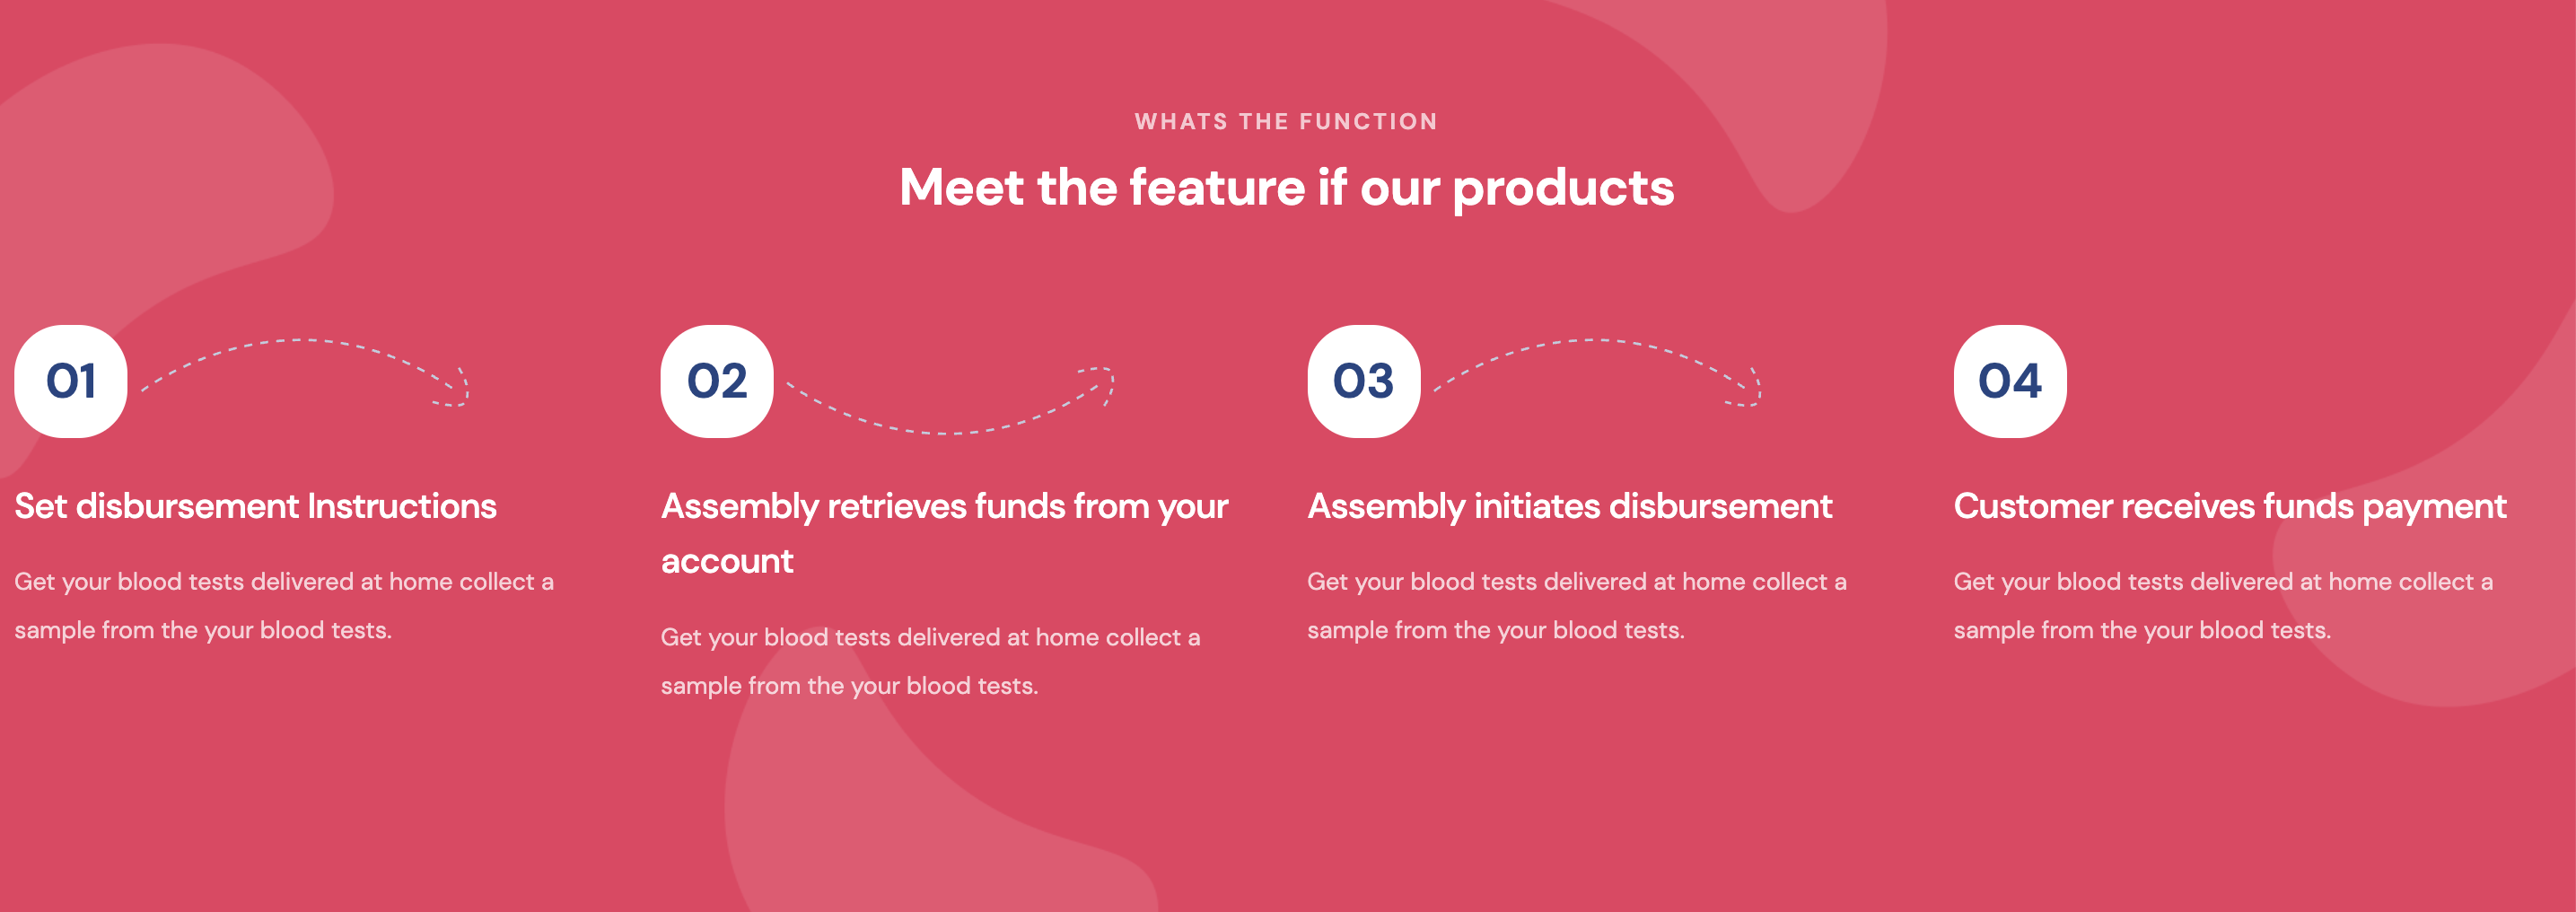 WHATS THE FUNCTION
Meet the feature if our products
01
Set disbursement Instructions
Get your blood tests delivered at home collect a
sample from the your blood tests.
02
Assembly retrieves funds from your
account
Get your blood tests delivered at home collect a
sample from the your blood tests.
03
Assembly initiates disbursement
Get your blood tests delivered at home collect a
sample from the your blood tests.
04
Customer receives funds payment
Get your blood tests delivered at home collect a
sample from the your blood tests.